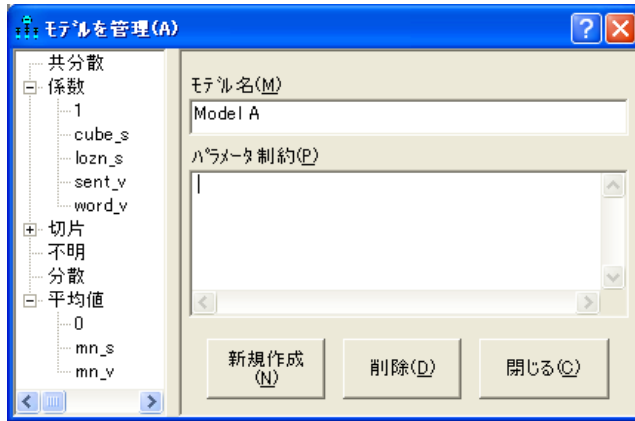 モデルを管理(A)
共分散
係数
1
cube_s
lozn_s
sent_v
word_v
切片
不明
分散
平均値
0
mn_s
mn_v
モデル名(M)
Model A
パラメータ制約(P)
新規作成
(N)
削除(D)
閉じる(C)